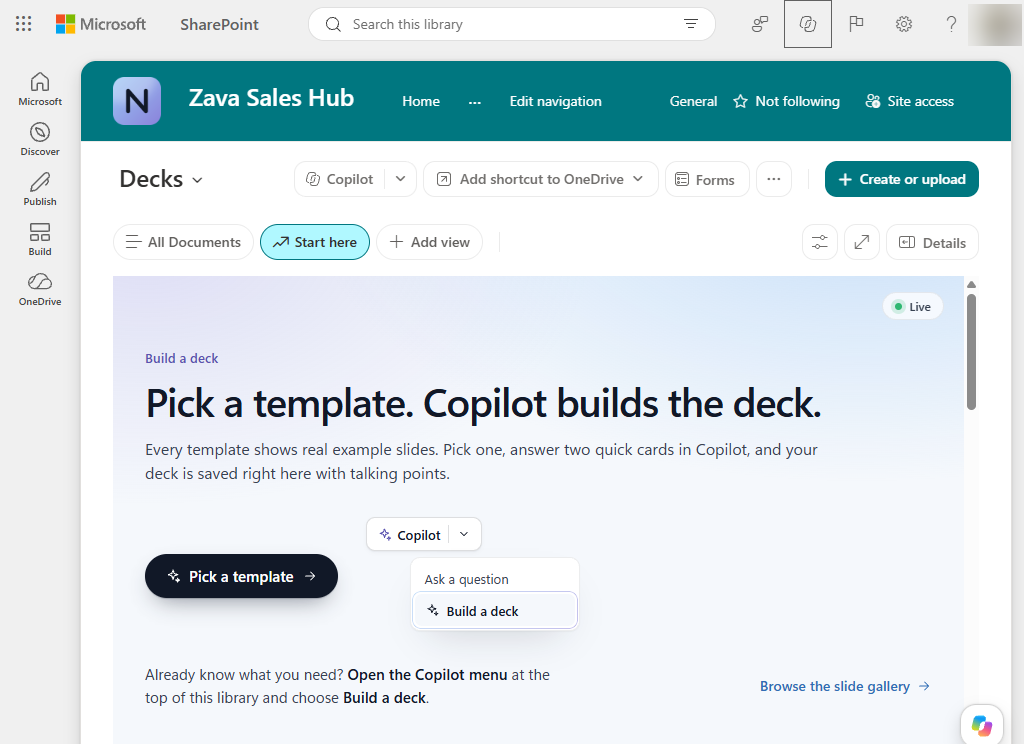 Microsoft
SharePoint
Search this library
?
Microsoft
Discover
Publish
Build
OneDrive
N
Zava Sales Hub
Home
...
Edit navigation
General
Not following
Site access
Decks
Copilot
Add shortcut to OneDrive
Forms
...
+ Create or upload
All Documents
Start here
+ Add view
Details
Live
Build a deck
Pick a template. Copilot builds the deck.
Every template shows real example slides. Pick one, answer two quick cards in Copilot, and your
deck is saved right here with talking points.
Copilot
Pick a template →
Ask a question
Build a deck
Already know what you need? Open the Copilot menu at the
top of this library and choose Build a deck.
Browse the slide gallery →